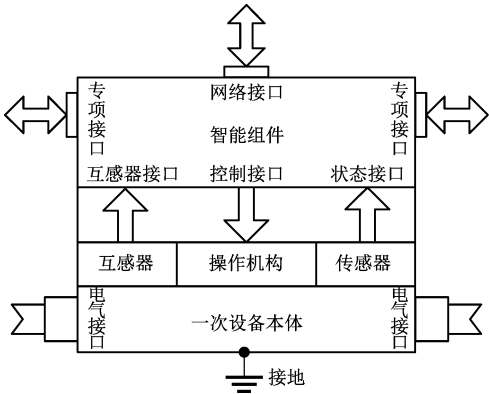 网络接口
专项接口
专项接口
智能组件
互感器接口
控制接口
状态接口
互感器
操作机构
传感器
电气接口
电气接口
一次设备本体
接地